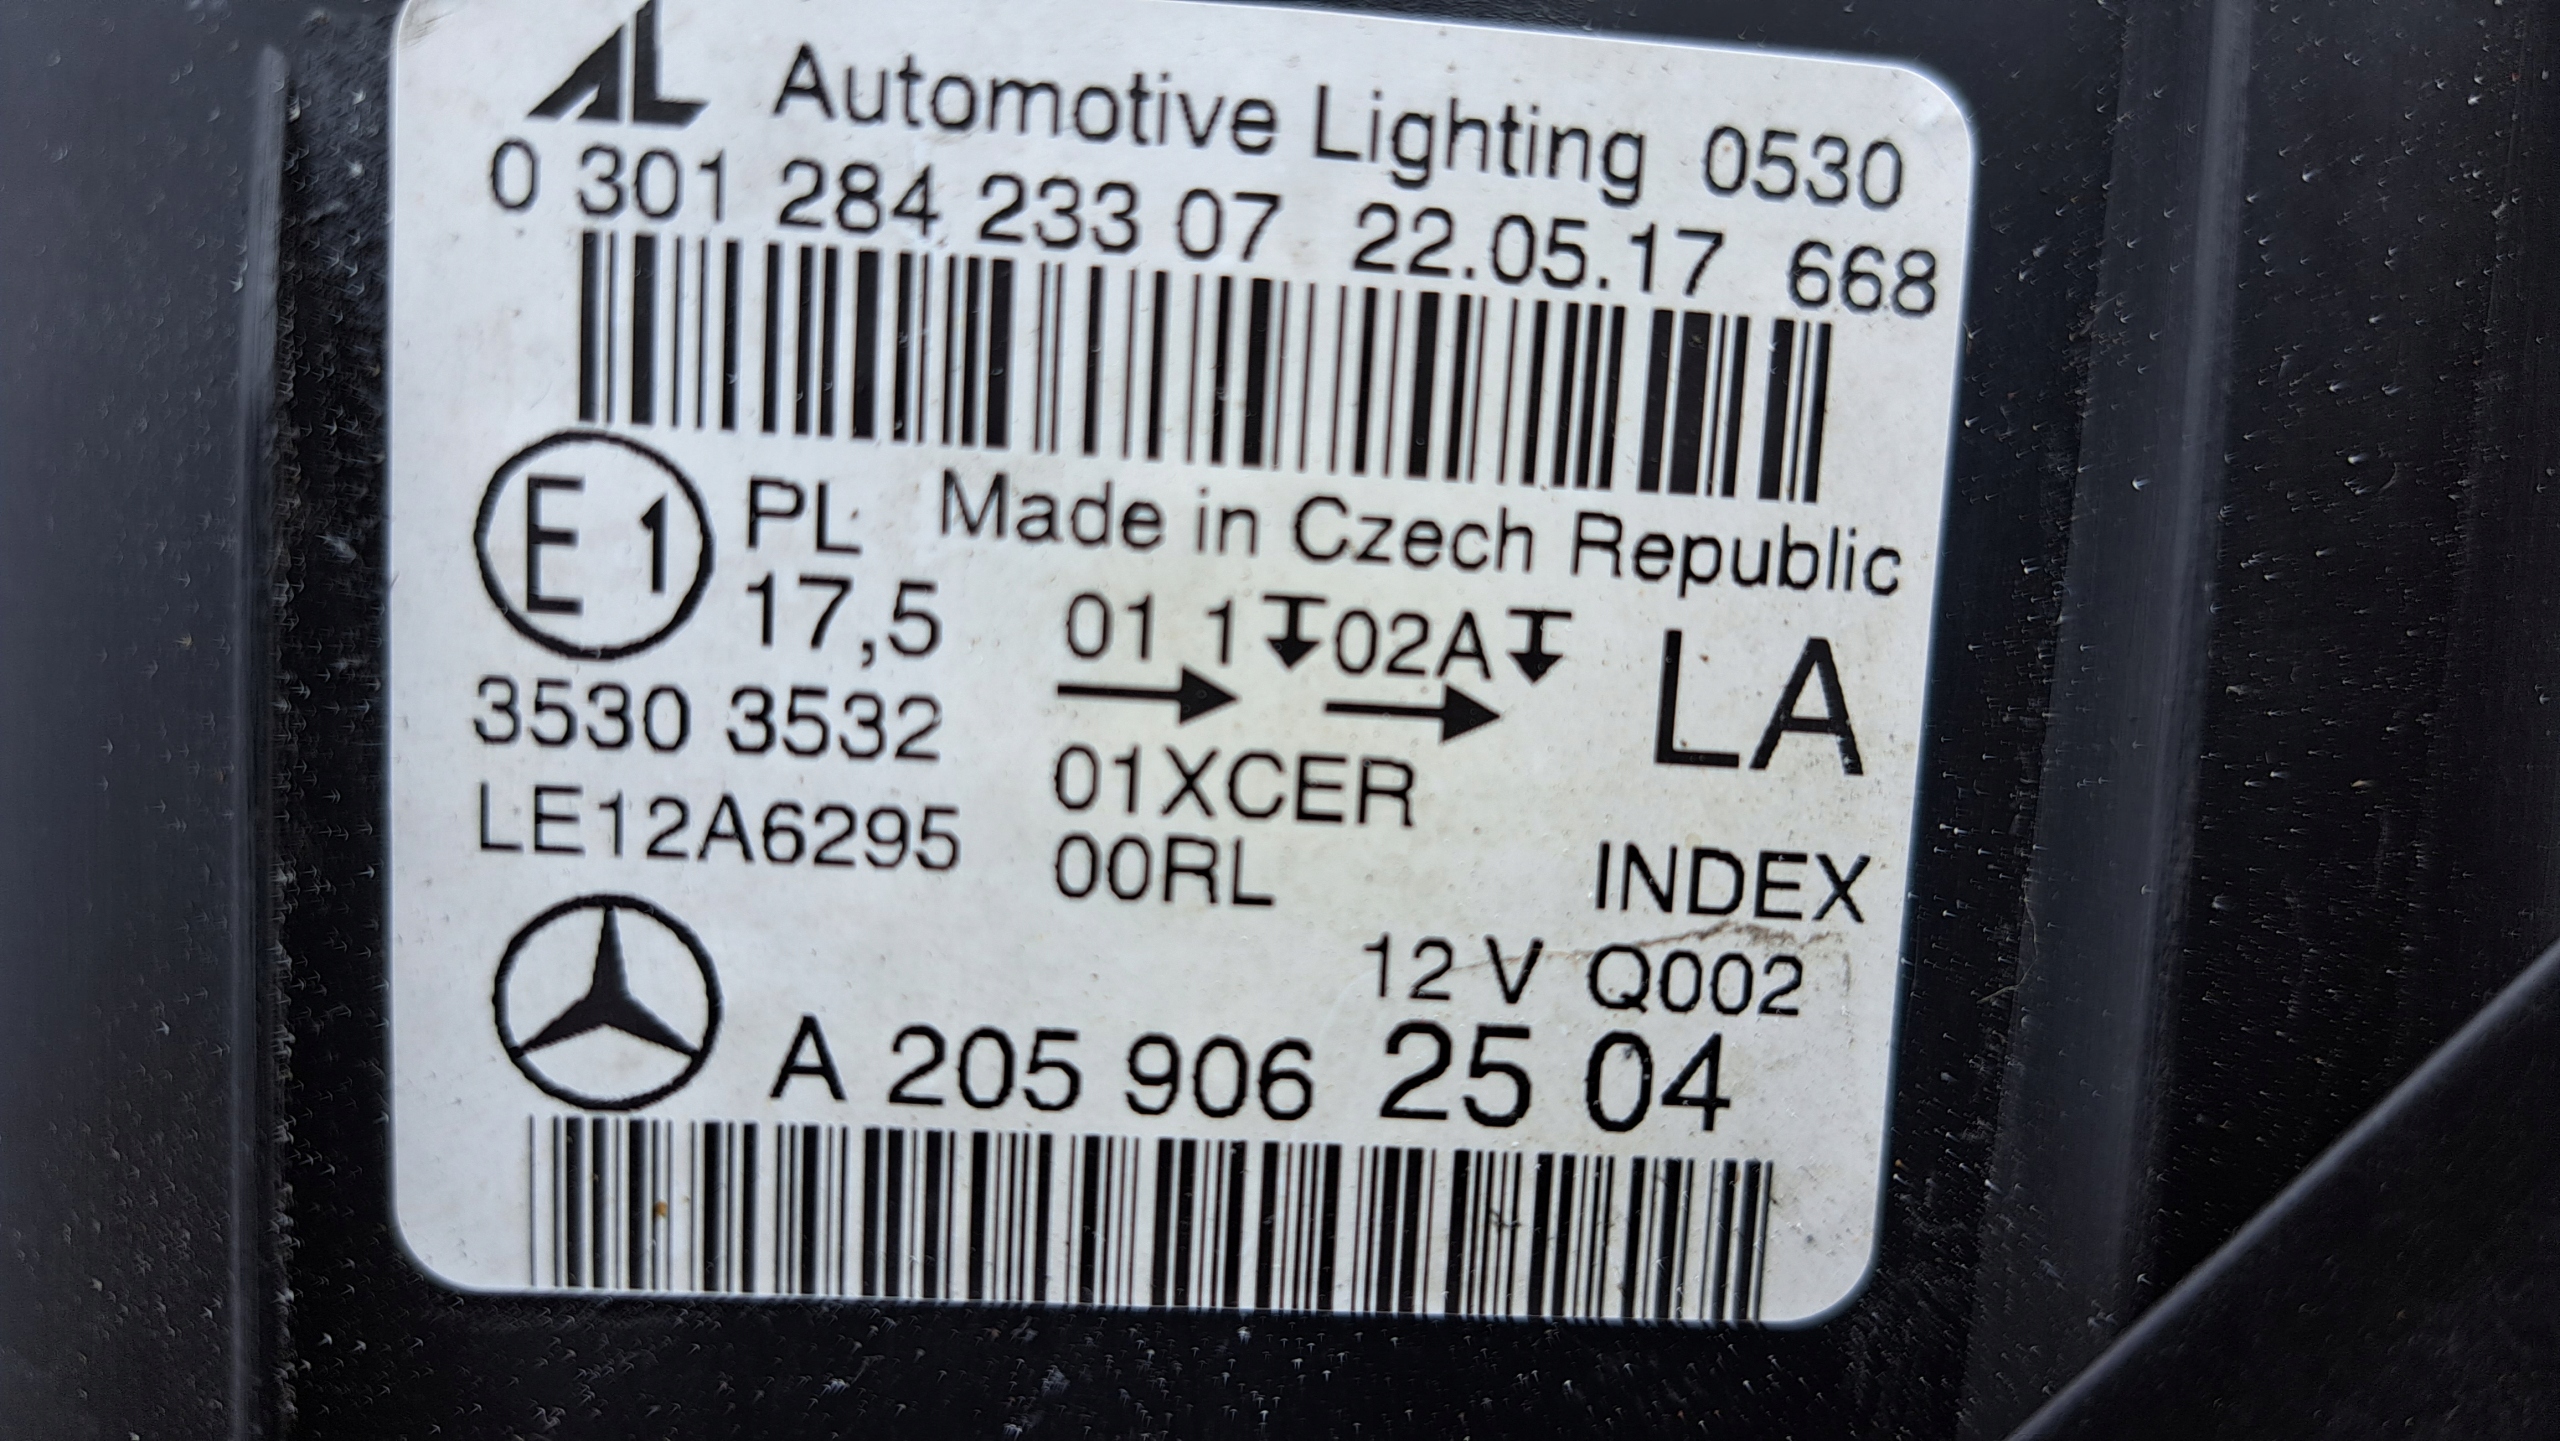 AL Automotive Lighting 0530
0 301 284 233 07 22.05.17 668
E1 PL Made in Czech Republic
17,5 01 1 02A LA
3530 3532
01XCER
LE12A6295 00RL INDEX
12 V Q002
A 205 906 25 04